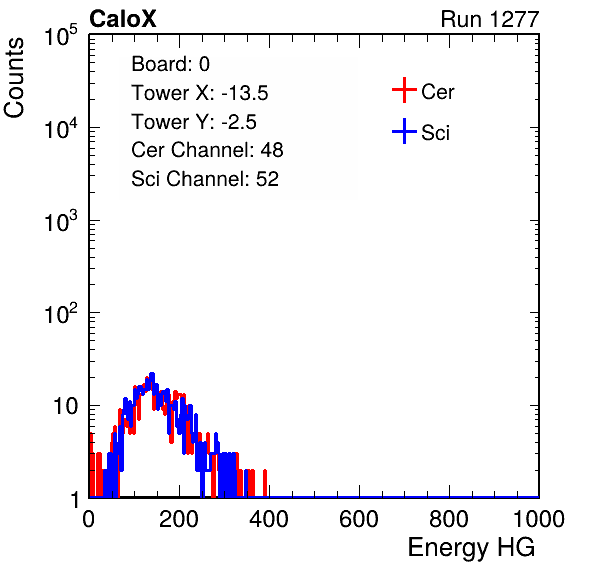 CaloX Run 1277
Counts
10^5
10^4
10^3
10^2
10
1
Board: 0
Tower X: -13.5
Tower Y: -2.5
Cer Channel: 48
Sci Channel: 52
Cer
Sci
0 200 400 600 800 1000
Energy HG